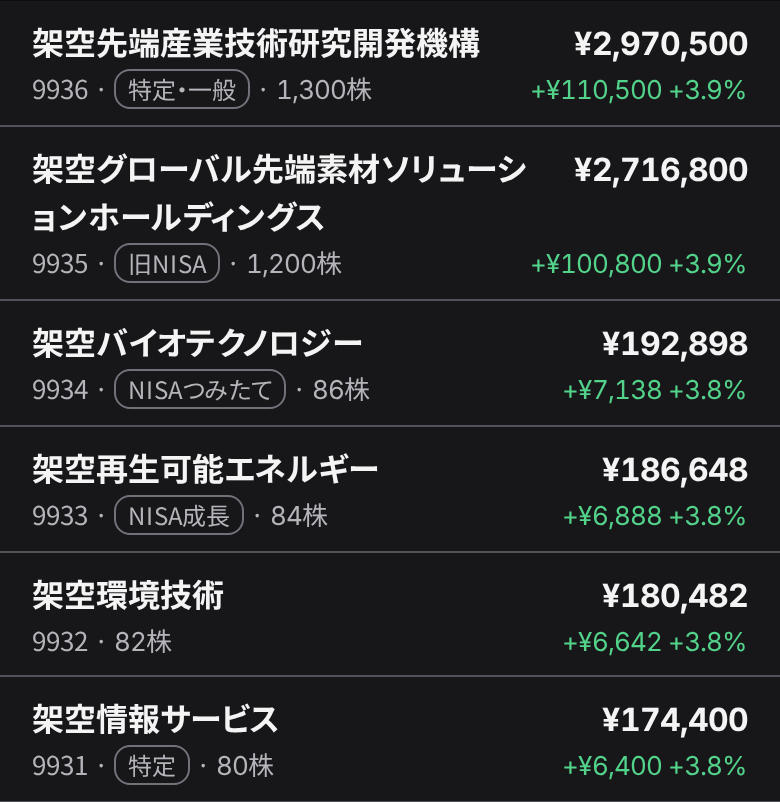 架空先端産業技術研究開発機構 ¥2,970,500
9936 · 特定・一般 · 1,300株 +¥110,500 +3.9%
架空グローバル先端素材ソリューシ ¥2,716,800
ョンホールディングス
9935 · 旧NISA · 1,200株 +¥100,800 +3.9%
架空バイオテクノロジー ¥192,898
9934 · NISAつみたて · 86株 +¥7,138 +3.8%
架空再生可能エネルギー ¥186,648
9933 · NISA成長 · 84株 +¥6,888 +3.8%
架空環境技術 ¥180,482
9932 · 82株 +¥6,642 +3.8%
架空情報サービス ¥174,400
9931 · 特定 · 80株 +¥6,400 +3.8%